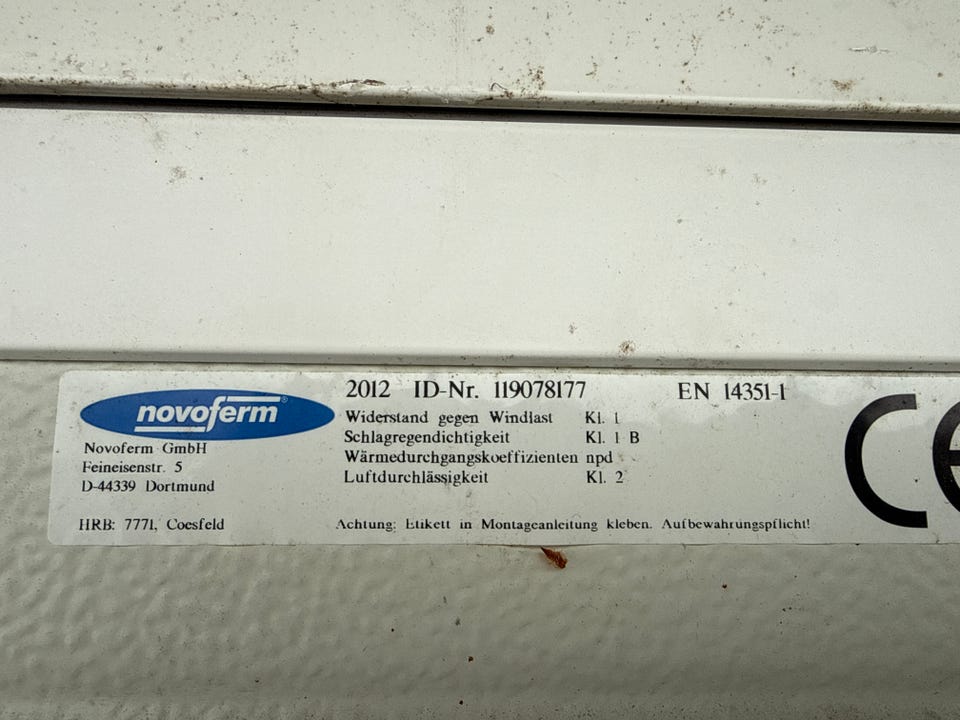 novoferm®
Novoferm GmbH
Feineisenstr. 5
D-44339 Dortmund
HRB: 7771, Coesfeld
2012 ID-Nr. 119078177 EN 14351-1
Widerstand gegen Windlast Kl. 1
Schlagregendichtigkeit Kl. 1 B
Wärmedurchgangskoeffizienten npd
Luftdurchlässigkeit Kl. 2
Achtung: Etikett in Montageanleitung kleben. Aufbewahrungspflicht!
CE